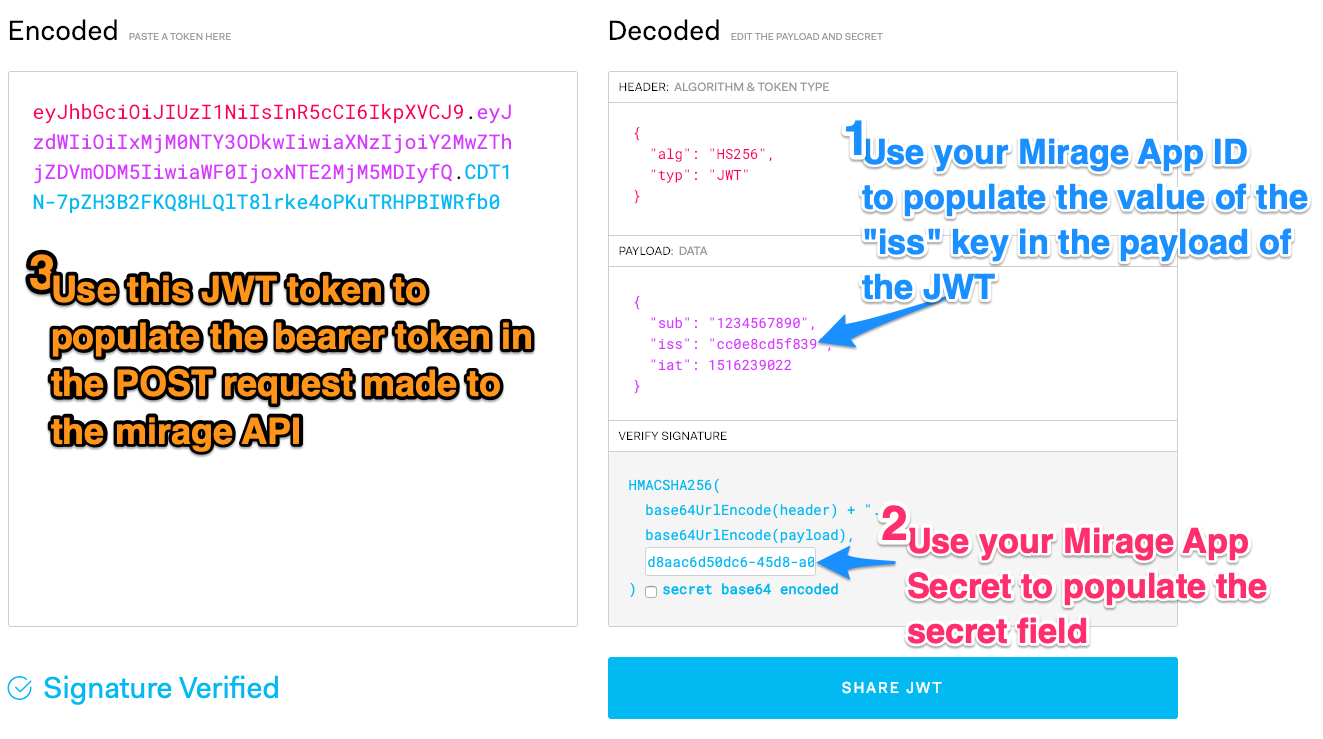 Encoded PASTE A TOKEN HERE
eyJhbGciOiJIUzI1NiIsInR5cCI6IkpXVCJ9.eyJ
zdWIiOiIxMjM0NTY3ODkwIiwiaXNzIjoiY2MwZTh
jZDVmODM5IiwiaWF0IjoxNTE2MjM5MDIyfQ.CDT1
N-7pZH3B2FKQ8HLQlT8lrke4oPKuTRHPBIWRfb0
3 Use this JWT token to
populate the bearer token in
the POST request made to
the mirage API
Signature Verified
Decoded EDIT THE PAYLOAD AND SECRET
HEADER: ALGORITHM & TOKEN TYPE
{
"alg": "HS256",
"typ": "JWT"
}
1 Use your Mirage App ID
to populate the value of the
"iss" key in the payload of
the JWT
PAYLOAD: DATA
{
"sub": "1234567890",
"iss": "cc0e8cd5f839",
"iat": 1516239022
}
VERIFY SIGNATURE
HMACSHA256(
base64UrlEncode(header) + ".
base64UrlEncode(payload),
d8aac6d50dc6-45d8-a0
) secret base64 encoded
2 Use your Mirage App
Secret to populate the
secret field
SHARE JWT